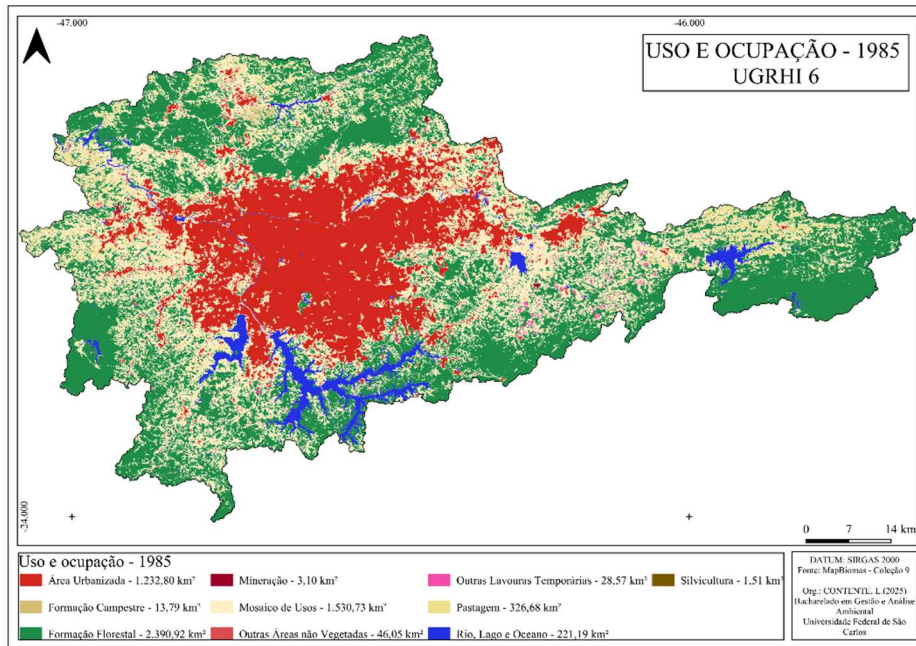 -47.000
-46.000
USO E OCUPAÇÃO - 1985
UGRHI 6
-24.000
0 7 14 km
Uso e ocupação - 1985
Área Urbanizada - 1.232,80 km²
Mineração - 3,10 km²
Outras Lavouras Temporárias - 28,57 km²
Silvicultura - 1,51 km²
Formação Campestre - 13,79 km²
Mosaico de Usos - 1.530,73 km²
Pastagem - 326,68 km²
Formação Florestal - 2.390,92 km²
Outras Áreas não Vegetadas - 46,05 km²
Rio, Lago e Oceano - 221,19 km²
DATUM: SIRGAS 2000
Fonte: MapBiomas - Coleção 9
Org.: CONTENTE, L (2025)
Bacharelado em Gestão e Análise
Ambiental
Universidade Federal de São
Carlos